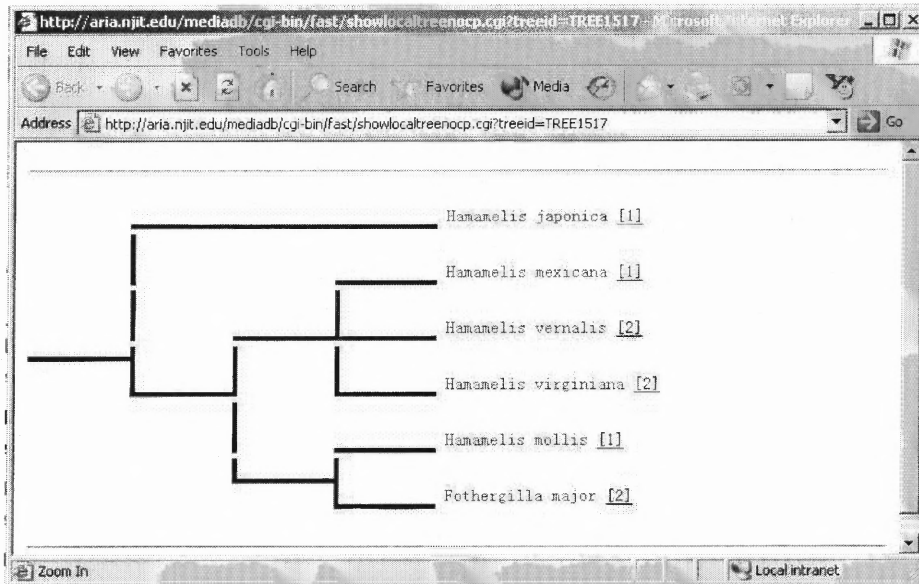 http://aria.njit.edu/mediadb/cgi-bin/fast/showlocaltreenocp.cgi?treeid=TREE1517 - Microsoft Internet Explorer
File Edit View Favorites Tools Help
Back Search Favorites Media
Address http://aria.njit.edu/mediadb/cgi-bin/fast/showlocaltreenocp.cgi?treeid=TREE1517 Go
Hamamelis japonica [1]
Hamamelis mexicana [1]
Hamamelis vernalis [2]
Hamamelis virginiana [2]
Hamamelis mollis [1]
Fothergilla major [2]
Zoom In Local intranet